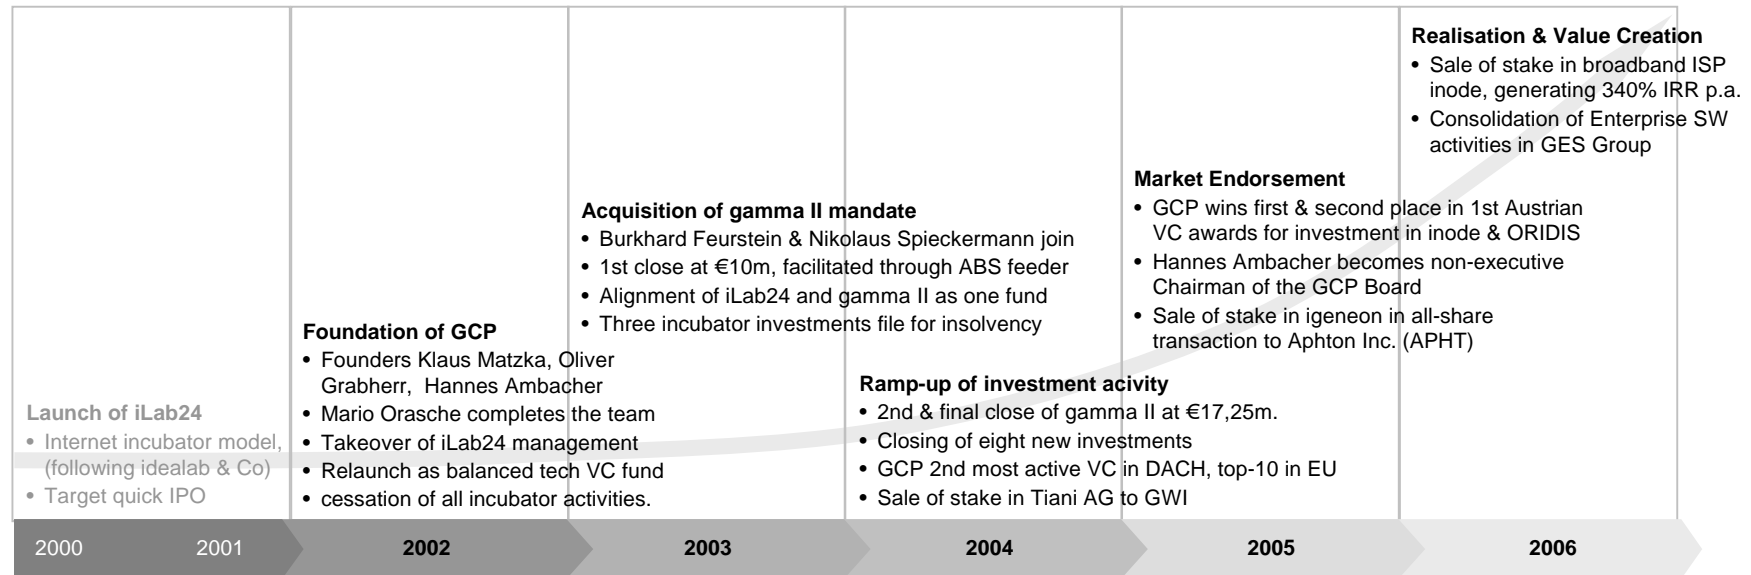 Launch of iLab24
• Internet incubator model,
(following idealab & Co)
• Target quick IPO
Foundation of GCP
• Founders Klaus Matzka, Oliver
Grabherr, Hannes Ambacher
• Mario Orasche completes the team
• Takeover of iLab24 management
• Relaunch as balanced tech VC fund
• cessation of all incubator activities.
Acquisition of gamma II mandate
• Burkhard Feurstein & Nikolaus Spieckermann join
• 1st close at €10m, facilitated through ABS feeder
• Alignment of iLab24 and gamma II as one fund
• Three incubator investments file for insolvency
Ramp-up of investment acivity
• 2nd & final close of gamma II at €17,25m.
• Closing of eight new investments
• GCP 2nd most active VC in DACH, top-10 in EU
• Sale of stake in Tiani AG to GWI
Market Endorsement
• GCP wins first & second place in 1st Austrian
VC awards for investment in inode & ORIDIS
• Hannes Ambacher becomes non-executive
Chairman of the GCP Board
• Sale of stake in igeneon in all-share
transaction to Aphton Inc. (APHT)
Realisation & Value Creation
• Sale of stake in broadband ISP
inode, generating 340% IRR p.a.
• Consolidation of Enterprise SW
activities in GES Group
2000 2001 2002 2003 2004 2005 2006